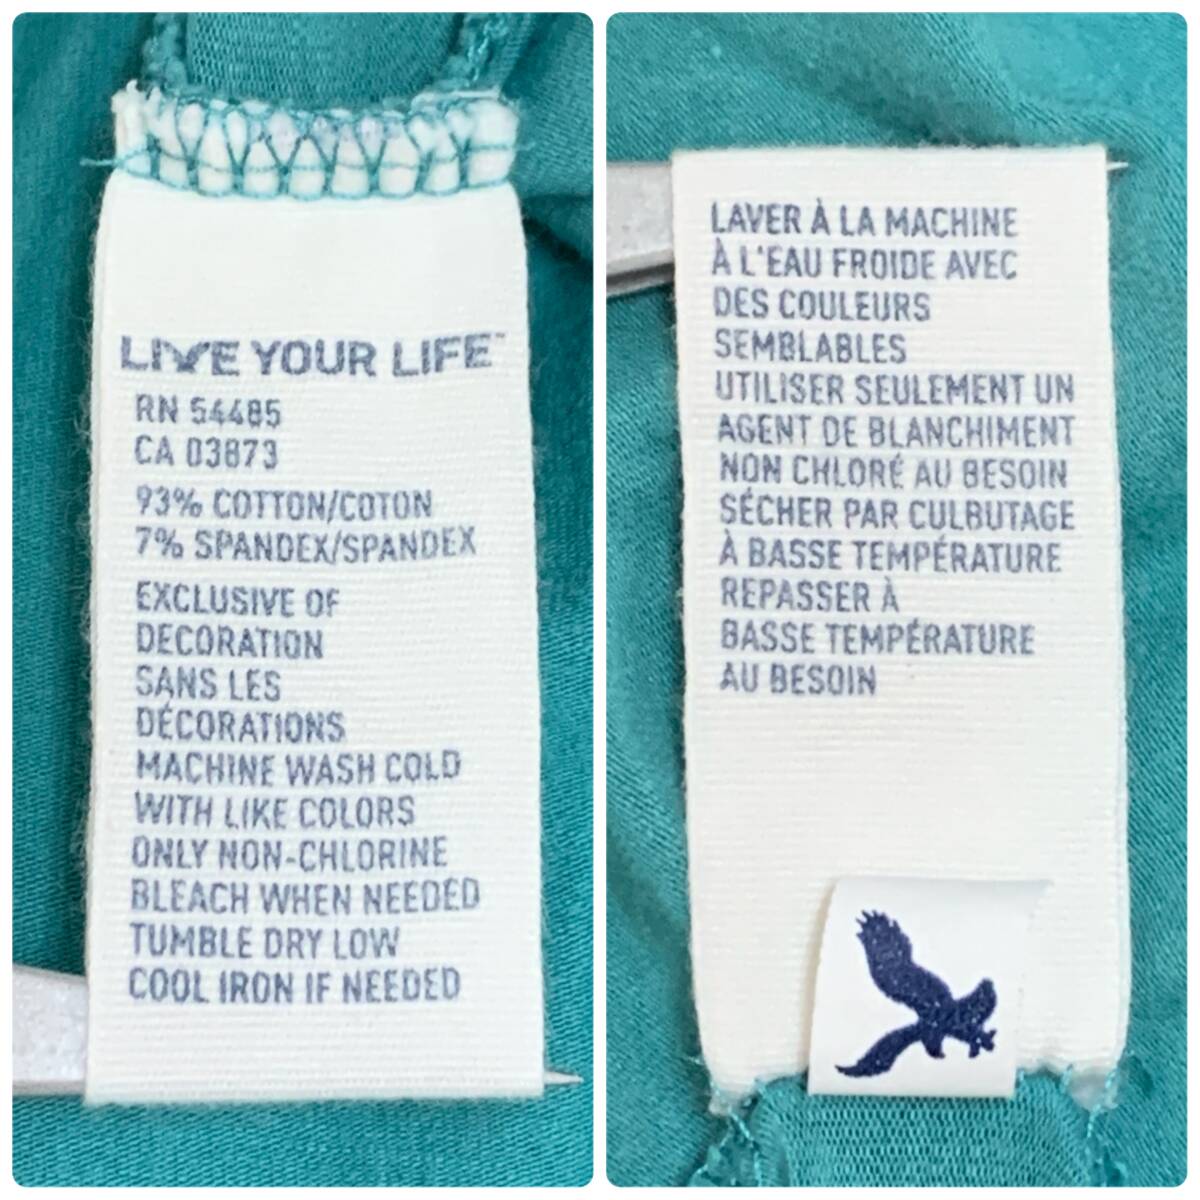 LIVE YOUR LIFE™
RN 54485
CA 03873
93% COTTON/COTON
7% SPANDEX/SPANDEX
EXCLUSIVE OF
DECORATION
SANS LES
DÉCORATIONS
MACHINE WASH COLD
WITH LIKE COLORS
ONLY NON-CHLORINE
BLEACH WHEN NEEDED
TUMBLE DRY LOW
COOL IRON IF NEEDED
LAVER À LA MACHINE
À L'EAU FROIDE AVEC
DES COULEURS
SEMBLABLES
UTILISER SEULEMENT UN
AGENT DE BLANCHIMENT
NON CHLORÉ AU BESOIN
SÉCHER PAR CULBUTAGE
À BASSE TEMPÉRATURE
REPASSER À
BASSE TEMPÉRATURE
AU BESOIN